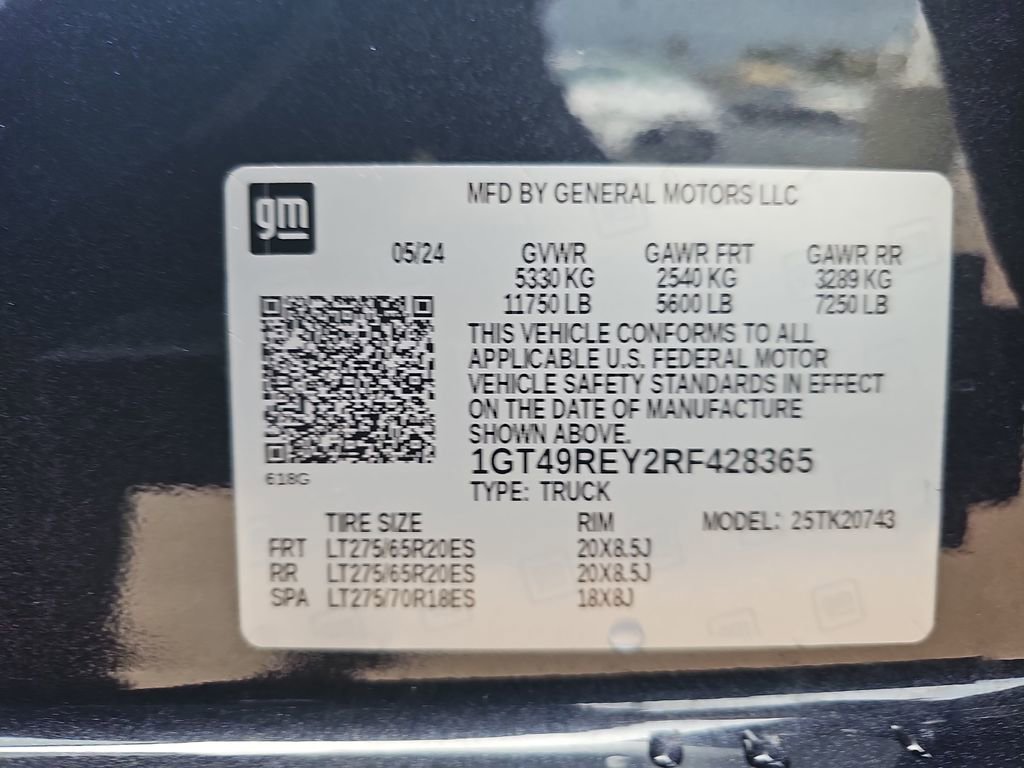 gm
MFD BY GENERAL MOTORS LLC
05/24 GVWR GAWR FRT GAWR RR
5330 KG 2540 KG 3289 KG
11750 LB 5600 LB 7250 LB
THIS VEHICLE CONFORMS TO ALL
APPLICABLE U.S. FEDERAL MOTOR
VEHICLE SAFETY STANDARDS IN EFFECT
ON THE DATE OF MANUFACTURE
SHOWN ABOVE.
1GT49REY2RF428365
618G
TYPE: TRUCK
TIRE SIZE RIM MODEL: 25TK20743
FRT LT275/65R20ES 20X8.5J
RR LT275/65R20ES 20X8.5J
SPA LT275/70R18ES 18X8J